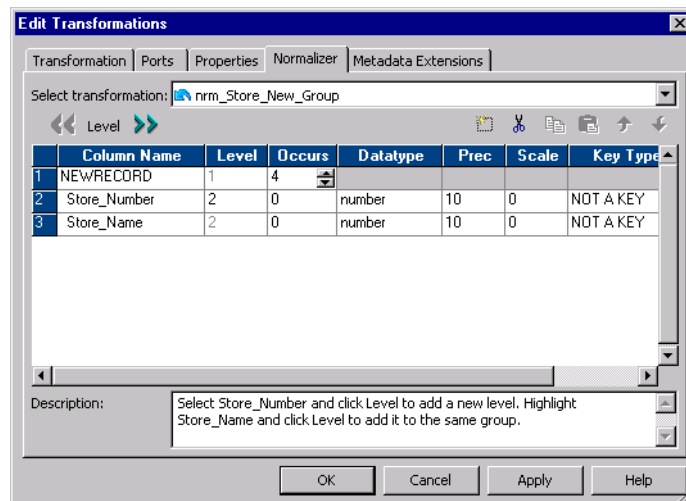 Edit Transformations
Transformation Ports Properties Normalizer Metadata Extensions
Select transformation: nrm_Store_New_Group
Level
Column Name Level Occurs Datatype Prec Scale Key Type
1 NEWRECORD 1 4
2 Store_Number 2 0 number 10 0 NOT A KEY
3 Store_Name 2 0 number 10 0 NOT A KEY
Description: Select Store_Number and click Level to add a new level. Highlight
Store_Name and click Level to add it to the same group.
OK Cancel Apply Help